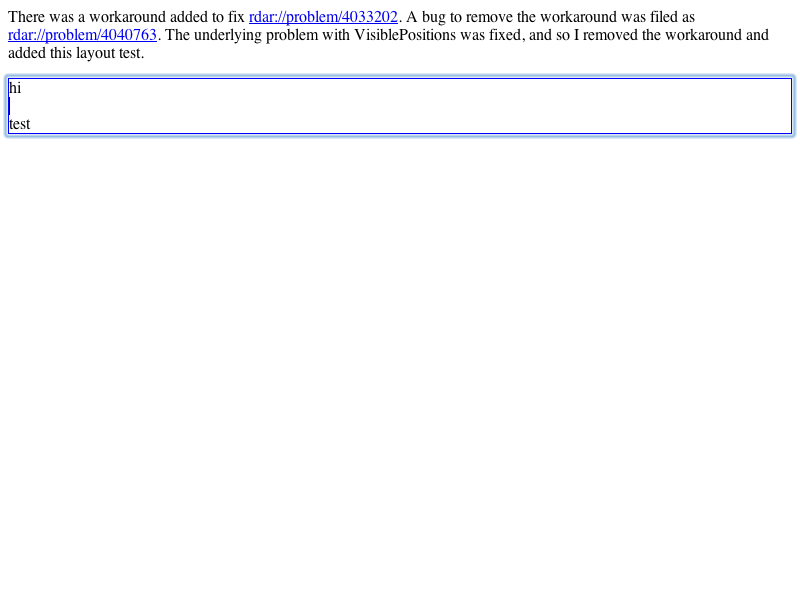 There was a workaround added to fix rdar://problem/4033202. A bug to remove the workaround was filed as
rdar://problem/4040763. The underlying problem with VisiblePositions was fixed, and so I removed the workaround and
added this layout test.
hi
test